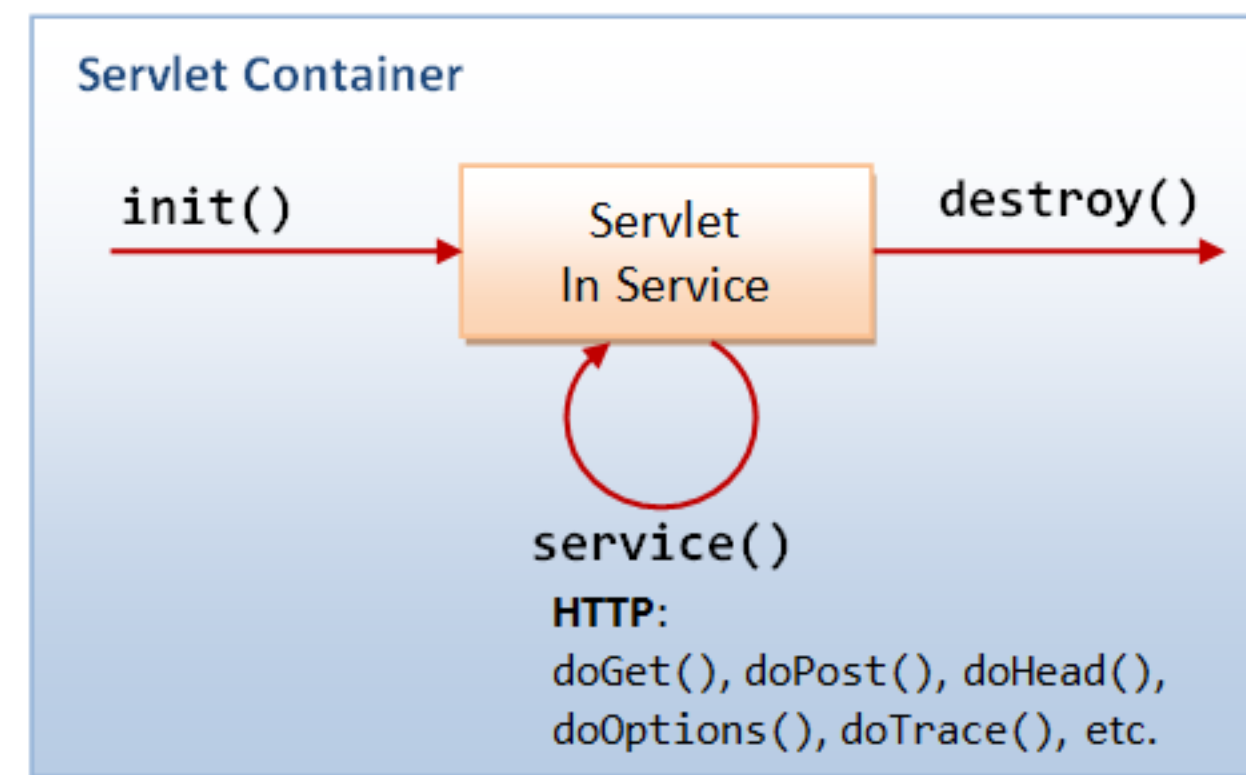 Servlet Container
init()
Servlet
In Service
destroy()
service()
HTTP:
doGet(), doPost(), doHead(),
doOptions(), doTrace(), etc.